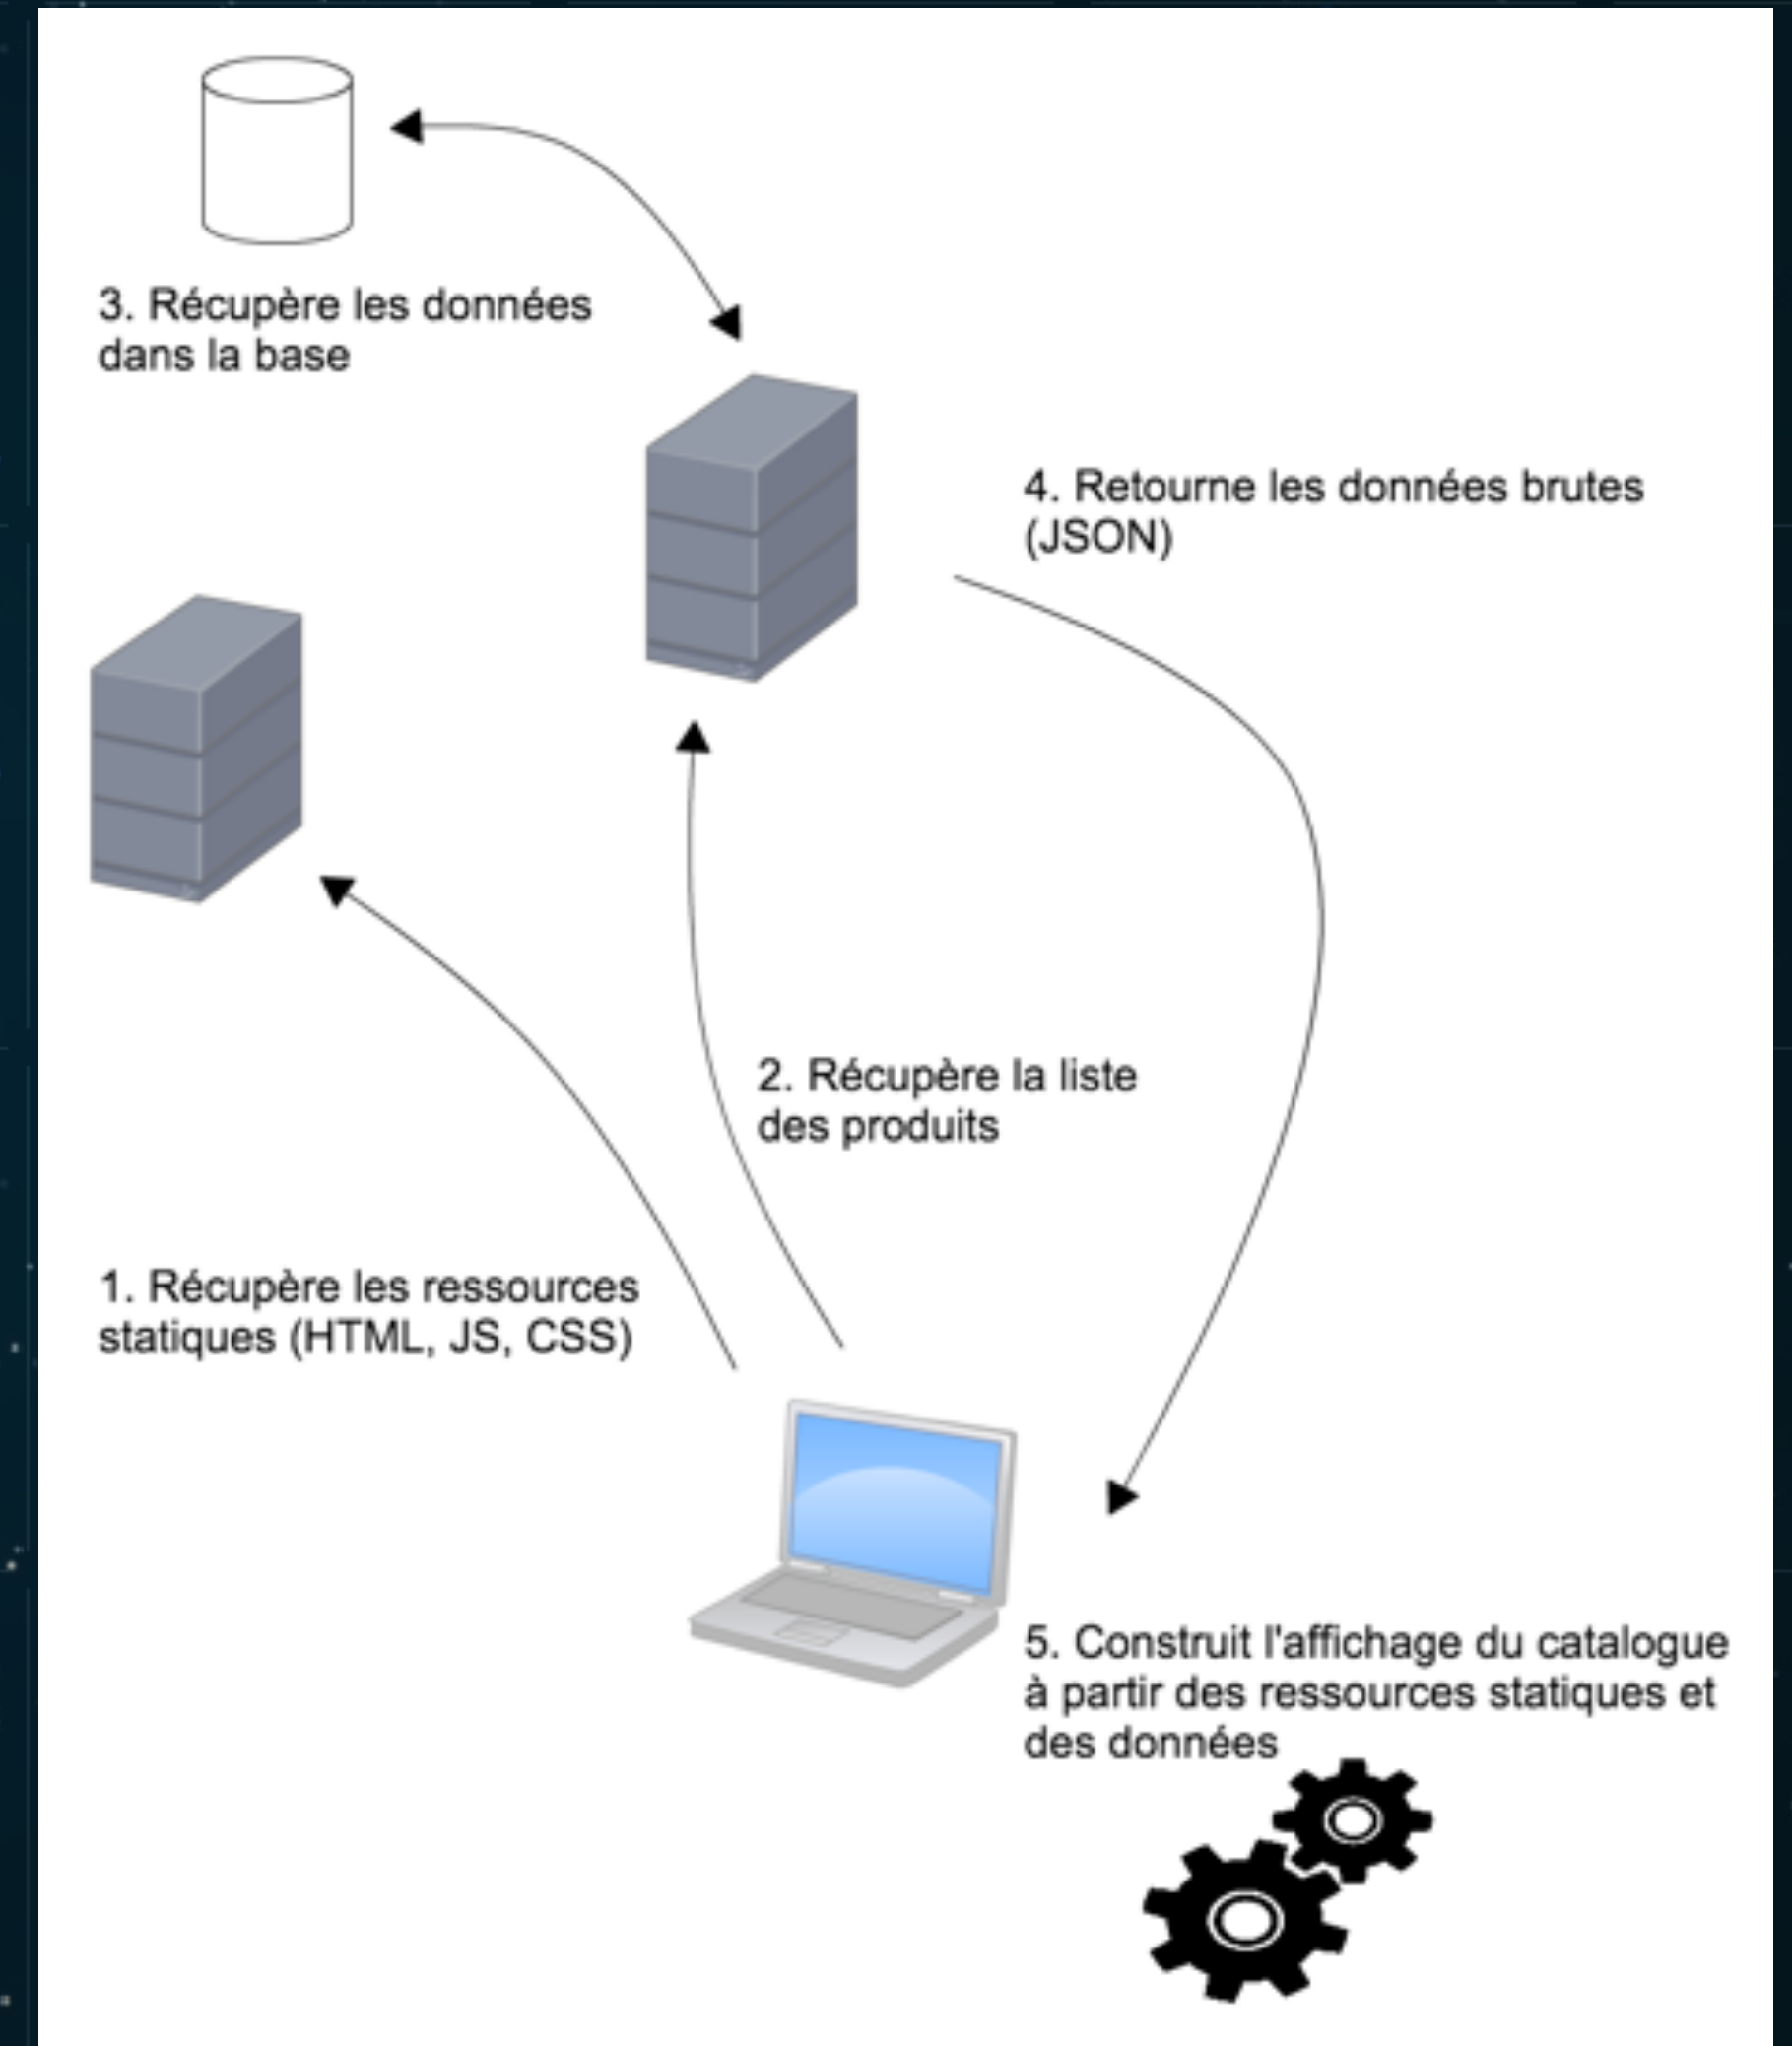 3. Récupère les données
dans la base
4. Retourne les données brutes
(JSON)
2. Récupère la liste
des produits
1. Récupère les ressources
statiques (HTML, JS, CSS)
5. Construit l'affichage du catalogue
à partir des ressources statiques et
des données